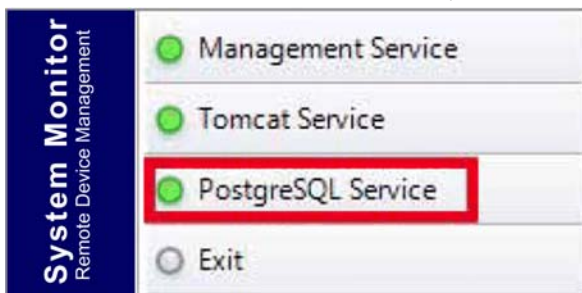 System Monitor
Remote Device Management
Management Service
Tomcat Service
PostgreSQL Service
Exit